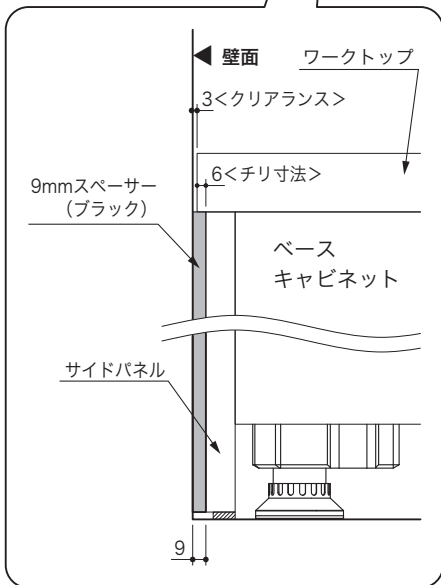 ◀ 壁面
ワークトップ
3<クリアランス>
6<チリ寸法>
9mmスペーサー
(ブラック)
ベース
キャビネット
サイドパネル
9